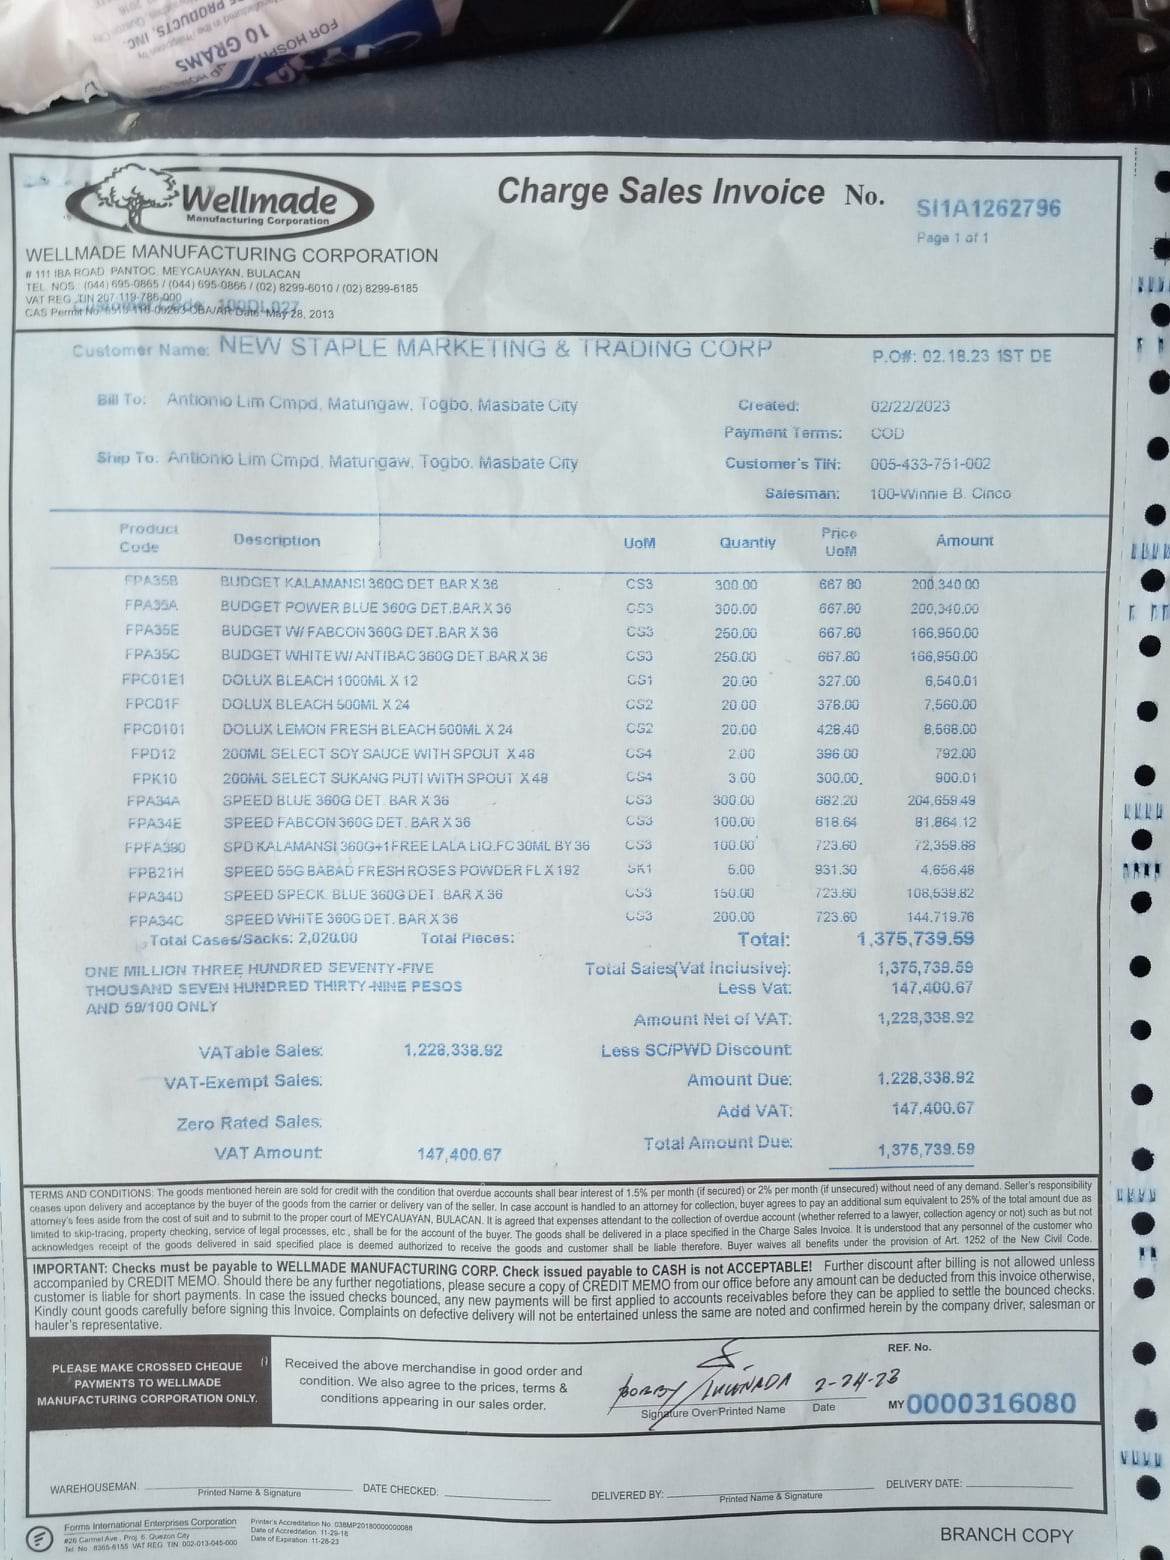 PRODUCTS, INC.
10 GRAMS
FOR HOSP
Wellmade
Manufacturing Corporation
Charge Sales Invoice No. SI1A1262796
Page 1 of 1
WELLMADE MANUFACTURING CORPORATION
# 111 IBA ROAD, PANTOC, MEYCAUAYAN, BULACAN
TEL. NOS. (044) 695-0865 / (044) 695-0866 / (02) 8299-6010 / (02) 8299-6185
VAT REG. TIN 207-119-786-000
Customer Code: 100DL027
CAS Permit No. Date: May 28, 2013
Customer Name: NEW STAPLE MARKETING & TRADING CORP P.O#: 02.18.23 1ST DE
Bill To: Antionio Lim Cmpd, Matungaw, Togbo, Masbate City Created: 02/22/2023
Payment Terms: COD
Ship To: Antionio Lim Cmpd, Matungaw, Togbo, Masbate City Customer's TIN: 005-433-751-002
Salesman: 100-Winnie B. Cinco
Product Code Description UoM Quantiy Price UoM Amount
FPA35B BUDGET KALAMANSI 360G DET BAR X 36 CS3 300.00 667.80 200,340.00
FPA35A BUDGET POWER BLUE 360G DET.BAR X 36 CS3 300.00 667.80 200,340.00
FPA35E BUDGET W/ FABCON 360G DET.BAR X 36 CS3 250.00 667.80 166,950.00
FPA35C BUDGET WHITE W/ ANTIBAC 360G DET.BAR X 36 CS3 250.00 667.80 166,950.00
FPC01E1 DOLUX BLEACH 1000ML X 12 CS1 20.00 327.00 6,540.01
FPC01F DOLUX BLEACH 500ML X 24 CS2 20.00 378.00 7,560.00
FPC0101 DOLUX LEMON FRESH BLEACH 500ML X 24 CS2 20.00 428.40 8,568.00
FPD12 200ML SELECT SOY SAUCE WITH SPOUT X 48 CS4 2.00 396.00 792.00
FPK10 200ML SELECT SUKANG PUTI WITH SPOUT X 48 CS4 3.00 300.00 900.01
FPA34A SPEED BLUE 360G DET. BAR X 36 CS3 300.00 682.20 204,659.49
FPA34E SPEED FABCON 360G DET. BAR X 36 CS3 100.00 818.64 81,864.12
FPFA390 SPD KALAMANSI 360G+1FREE LALA LIQ.FC 30ML BY 36 CS3 100.00 723.60 72,359.88
FPB21H SPEED 55G BABAD FRESH ROSES POWDER FL X 192 SK1 5.00 931.30 4,656.48
FPA34D SPEED SPECK. BLUE 360G DET. BAR X 36 CS3 150.00 723.60 108,539.82
FPA34C SPEED WHITE 360G DET. BAR X 36 CS3 200.00 723.60 144,719.76
Total Cases/Sacks: 2,020.00 Total Pieces: Total: 1,375,739.59
ONE MILLION THREE HUNDRED SEVENTY-FIVE Total Sales(Vat Inclusive): 1,375,739.59
THOUSAND SEVEN HUNDRED THIRTY-NINE PESOS Less Vat: 147,400.67
AND 59/100 ONLY
Amount Net of VAT: 1,228,338.92
VATable Sales: 1,228,338.92 Less SC/PWD Discount:
VAT-Exempt Sales: Amount Due: 1,228,338.92
Zero Rated Sales: Add VAT: 147,400.67
VAT Amount: 147,400.67 Total Amount Due: 1,375,739.59
TERMS AND CONDITIONS: The goods mentioned herein are sold for credit with the condition that overdue accounts shall bear interest of 1.5% per month (if secured) or 2% per month (if unsecured) without need of any demand. Seller's responsibility
ceases upon delivery and acceptance by the buyer of the goods from the carrier or delivery van of the seller. In case account is handled to an attorney for collection, buyer agrees to pay an additional sum equivalent to 25% of the total amount due as
attorney's fees aside from the cost of suit and to submit to the proper court of MEYCAUAYAN, BULACAN. It is agreed that expenses attendant to the collection of overdue account (whether referred to a lawyer, collection agency or not) such as but not
limited to skip-tracing, property checking, service of legal processes, etc., shall be for the account of the buyer. The goods shall be delivered in a place specified in the Charge Sales Invoice. It is understood that any personnel of the customer who
acknowledges receipt of the goods delivered in said specified place is deemed authorized to receive the goods and customer shall be liable therefore. Buyer waives all benefits under the provision of Art. 1252 of the New Civil Code.
IMPORTANT: Checks must be payable to WELLMADE MANUFACTURING CORP. Check issued payable to CASH is not ACCEPTABLE! Further discount after billing is not allowed unless
accompanied by CREDIT MEMO. Should there be any further negotiations, please secure a copy of CREDIT MEMO from our office before any amount can be deducted from this invoice otherwise,
customer is liable for short payments. In case the issued checks bounced, any new payments will be first applied to accounts receivables before they can be applied to settle the bounced checks.
Kindly count goods carefully before signing this Invoice. Complaints on defective delivery will not be entertained unless the same are noted and confirmed herein by the company driver, salesman or
hauler's representative.
PLEASE MAKE CROSSED CHEQUE
PAYMENTS TO WELLMADE
MANUFACTURING CORPORATION ONLY.
Received the above merchandise in good order and
condition. We also agree to the prices, terms &
conditions appearing in our sales order.
BOBBY 2-24-23
Signature Over Printed Name Date
REF. No.
MY 0000316080
WAREHOUSEMAN: Printed Name & Signature
DATE CHECKED:
DELIVERED BY: Printed Name & Signature
DELIVERY DATE:
Forms International Enterprises Corporation
#26 Carmel Ave., Proj. 6, Quezon City
Tel. No. 8365-6155 VAT REG. TIN 002-013-045-000
Printer's Accreditation No. 038MP20180000000088
Date of Accreditation: 11-29-18
Date of Expiration: 11-28-23
BRANCH COPY